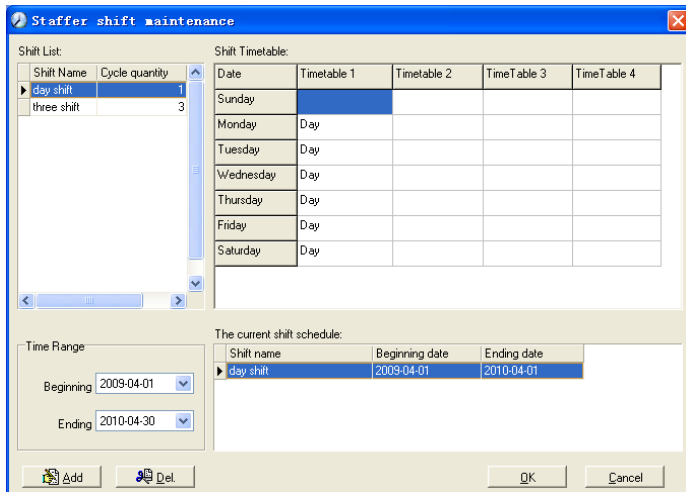 Staffer shift maintenance
Shift List:
Shift Name Cycle quantity
day shift 1
three shift 3
Shift Timetable:
Date Timetable 1 Timetable 2 TimeTable 3 TimeTable 4
Sunday
Monday Day
Tuesday Day
Wednesday Day
Thursday Day
Friday Day
Saturday Day
Time Range
Beginning 2009-04-01
Ending 2010-04-30
The current shift schedule:
Shift name Beginning date Ending date
day shift 2009-04-01 2010-04-01
Add Del. OK Cancel